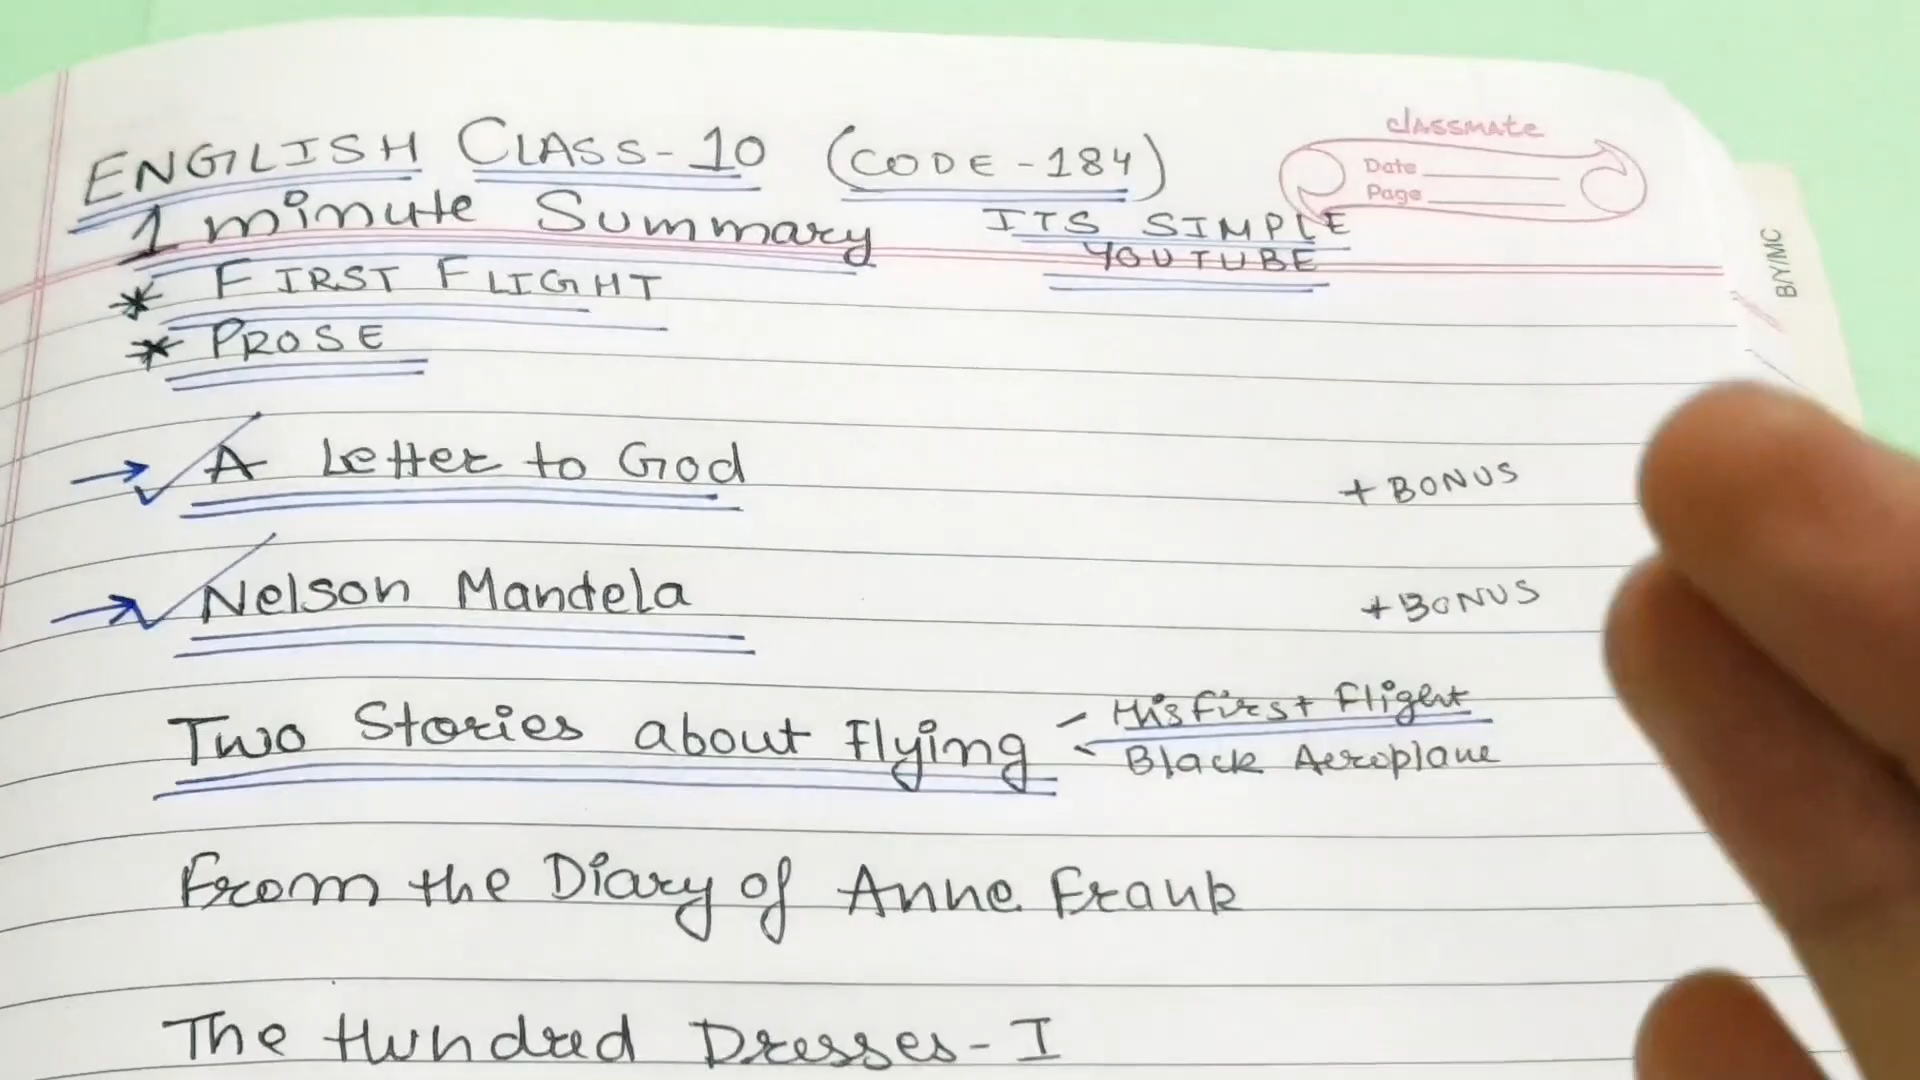 classmate
ENGLISH CLASS-10 (CODE-184)
Date
Page
1 minute Summary
ITS SIMPLE
YOUTUBE
* FIRST FLIGHT
* PROSE
B/Y/MC
→ ✓ A Letter to God + BONUS
→ ✓ Nelson Mandela + BONUS
Two Stories about Flying
His First Flight
Black Aeroplane
From the Diary of Anne Frank
The Hundred Dresses-I